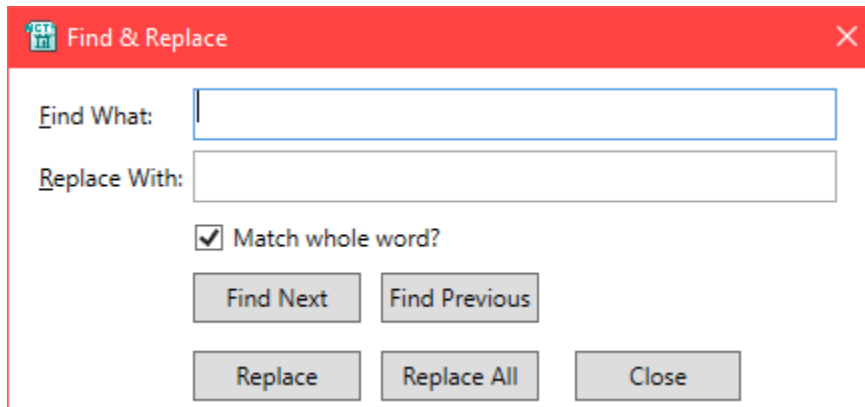 Find & Replace
Find What:
Replace With:
Match whole word?
Find Next Find Previous
Replace Replace All Close